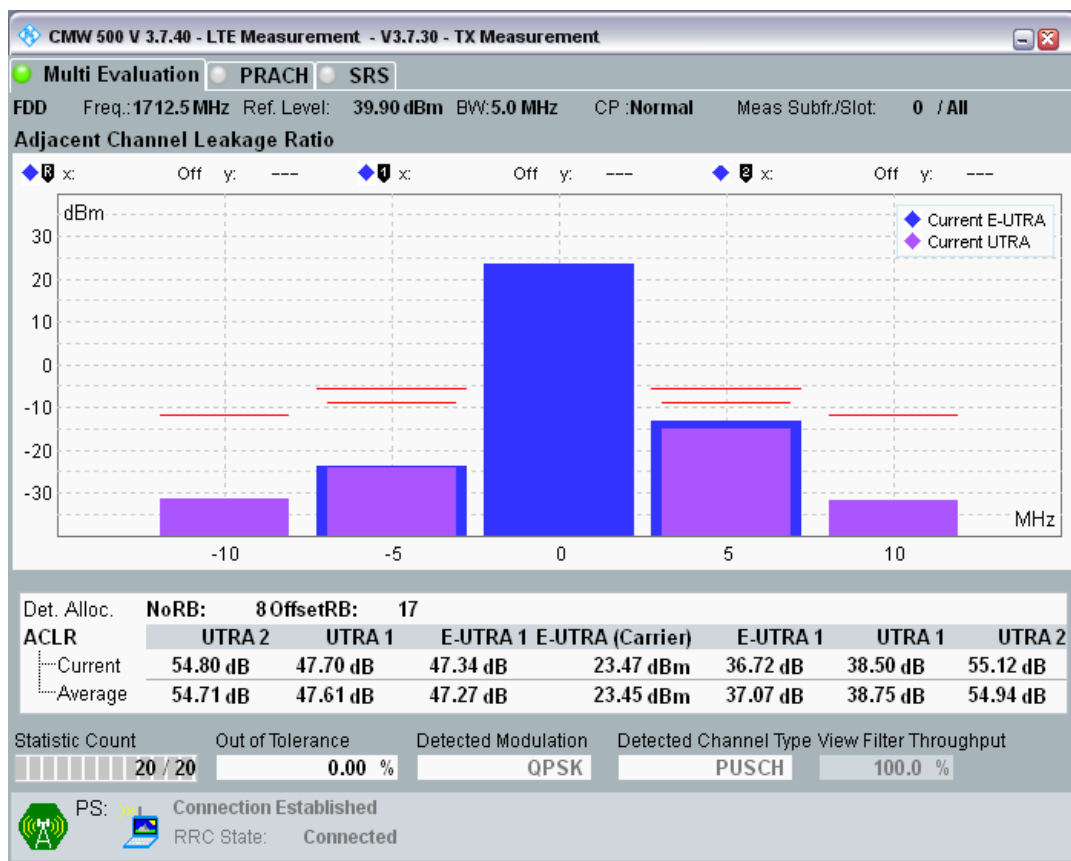 CMW 500 V 3.7.40 - LTE Measurement - V3.7.30 - TX Measurement
Multi Evaluation PRACH SRS
FDD Freq.: 1712.5 MHz Ref. Level: 39.90 dBm BW: 5.0 MHz CP : Normal Meas Subfr./Slot: 0 / All
Adjacent Channel Leakage Ratio
R x: Off y: --- 1 x: Off y: --- 2 x: Off y: ---
dBm
Current E-UTRA
Current UTRA
30
20
10
0
-10
-20
-30
MHz
-10 -5 0 5 10
Det. Alloc. NoRB: 8 OffsetRB: 17
ACLR UTRA 2 UTRA 1 E-UTRA 1 E-UTRA (Carrier) E-UTRA 1 UTRA 1 UTRA 2
Current 54.80 dB 47.70 dB 47.34 dB 23.47 dBm 36.72 dB 38.50 dB 55.12 dB
Average 54.71 dB 47.61 dB 47.27 dB 23.45 dBm 37.07 dB 38.75 dB 54.94 dB
Statistic Count Out of Tolerance Detected Modulation Detected Channel Type View Filter Throughput
20 / 20 0.00 % QPSK PUSCH 100.0 %
PS: Connection Established
RRC State: Connected